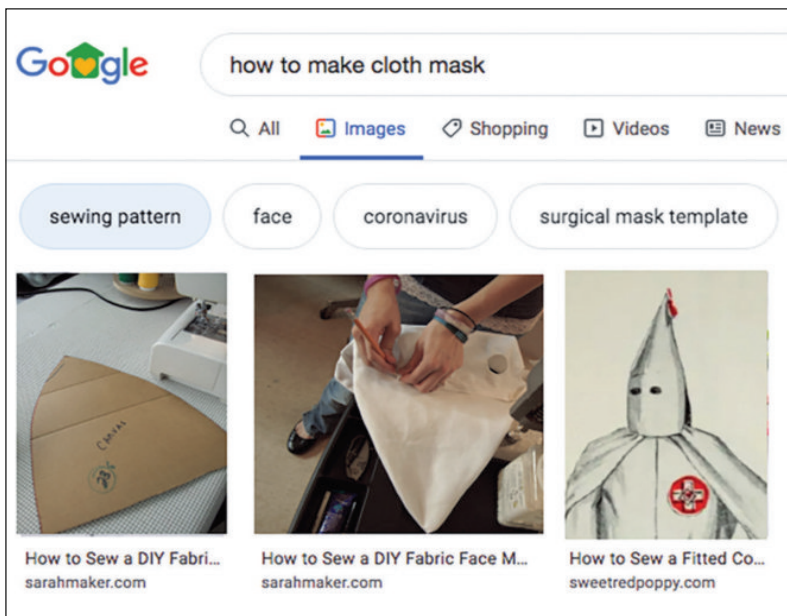 Google
how to make cloth mask
All Images Shopping Videos News
sewing pattern face coronavirus surgical mask template
CANVAS
How to Sew a DIY Fabri... How to Sew a DIY Fabric Face M... How to Sew a Fitted Co...
sarahmaker.com sarahmaker.com sweetredpoppy.com